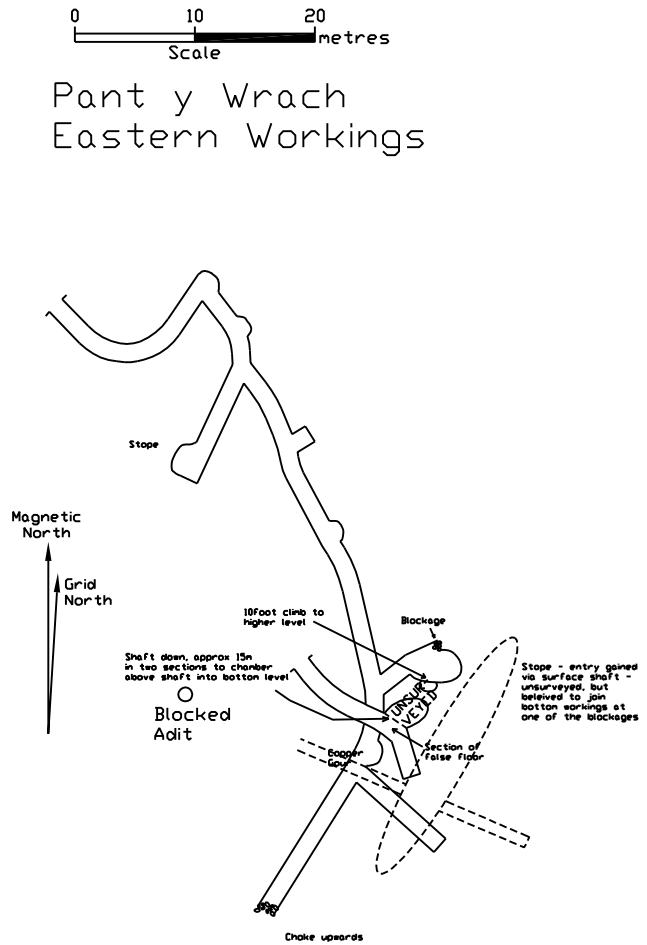 0 10 20
metres
Scale
Pant y Wrach
Eastern Workings
Stope
Magnetic
North
Grid
North
10foot climb to
higher level
Blockage
Shaft down, approx 15m
in two sections to chamber
above shaft into bottom level
Blocked
Adit
UNSUR
VEYED
Stope - entry gained
via surface shaft -
unsurveyed, but
beleived to join
bottom workings at
one of the blockages
Section of
false floor
Copper
Choke upwards